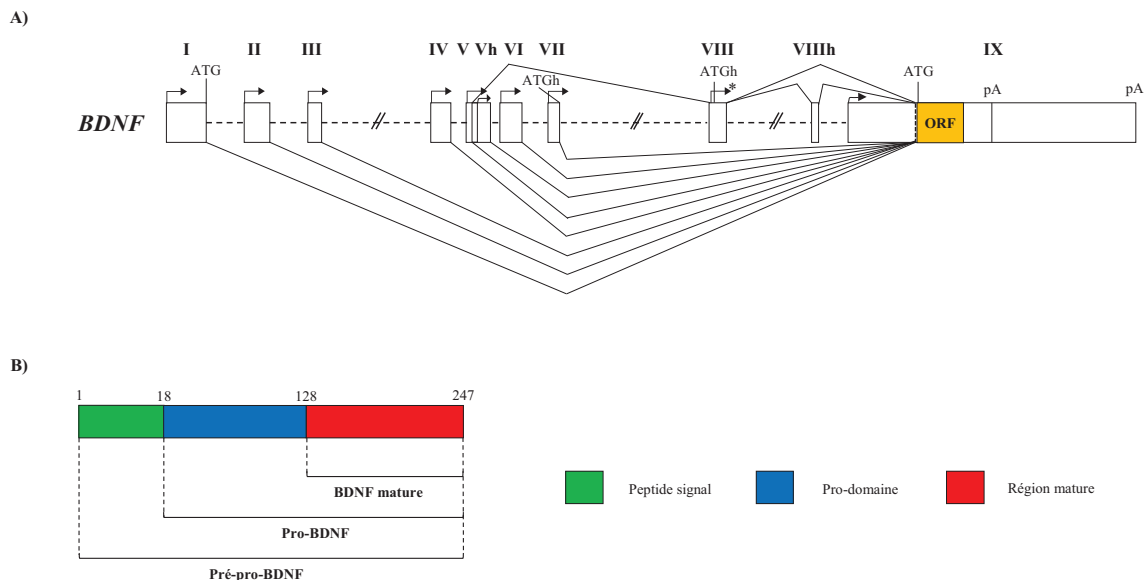 A)
I II III IV V Vh VI VII VIII VIIIh IX
ATG ATGh ATGh * ATG pA pA
BDNF ORF
B)
1 18 128 247
BDNF mature
Pro-BDNF
Pré-pro-BDNF
Peptide signal Pro-domaine Région mature